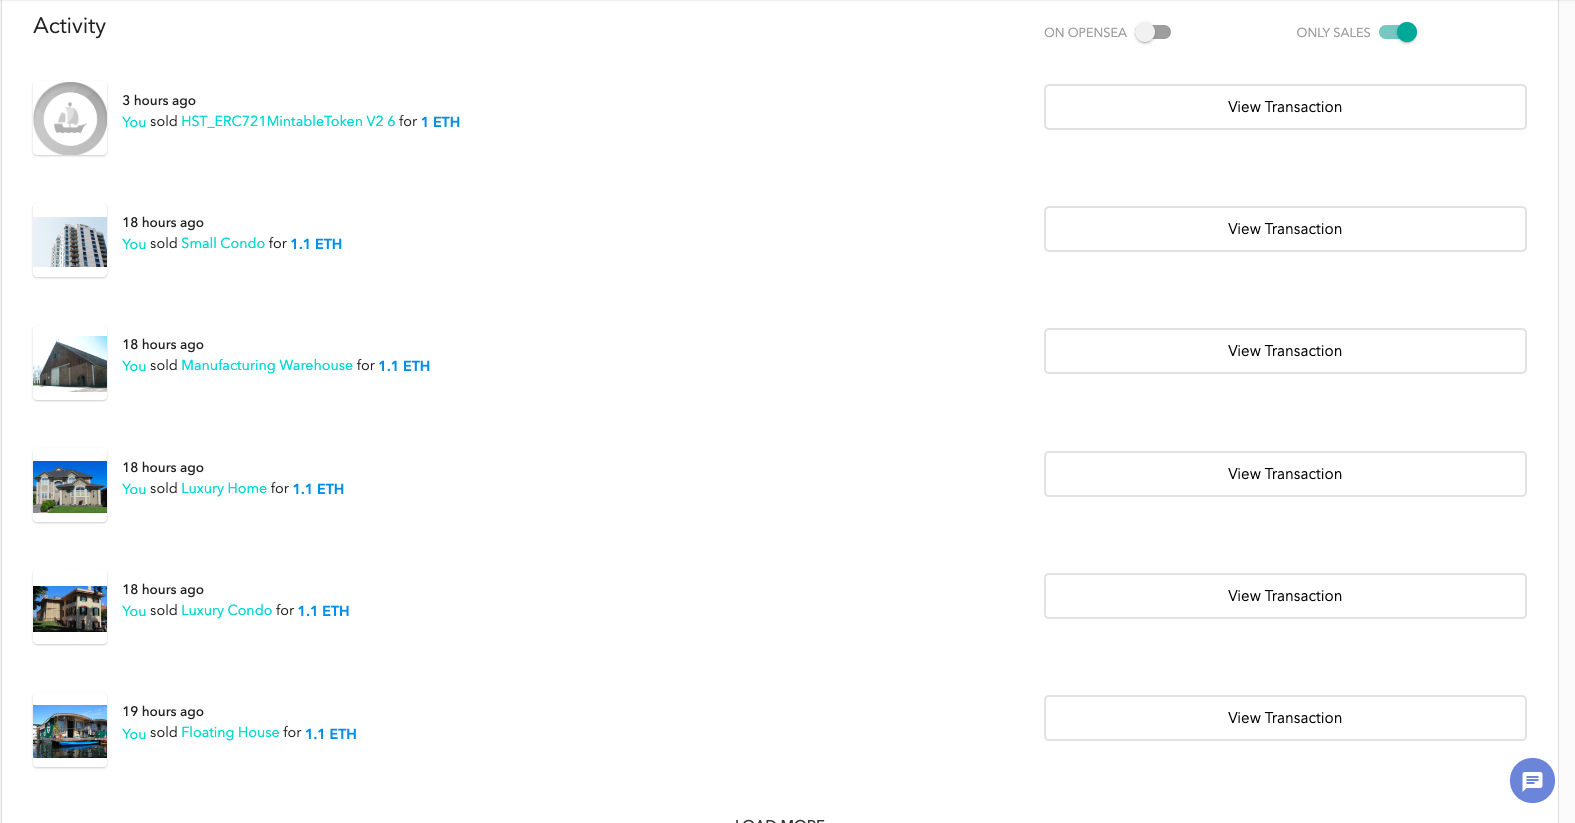 Activity
ON OPENSEA
ONLY SALES
3 hours ago
You sold HST_ERC721MintableToken V2 6 for 1 ETH
View Transaction
18 hours ago
You sold Small Condo for 1.1 ETH
View Transaction
18 hours ago
You sold Manufacturing Warehouse for 1.1 ETH
View Transaction
18 hours ago
You sold Luxury Home for 1.1 ETH
View Transaction
18 hours ago
You sold Luxury Condo for 1.1 ETH
View Transaction
19 hours ago
You sold Floating House for 1.1 ETH
View Transaction
LOAD MORE